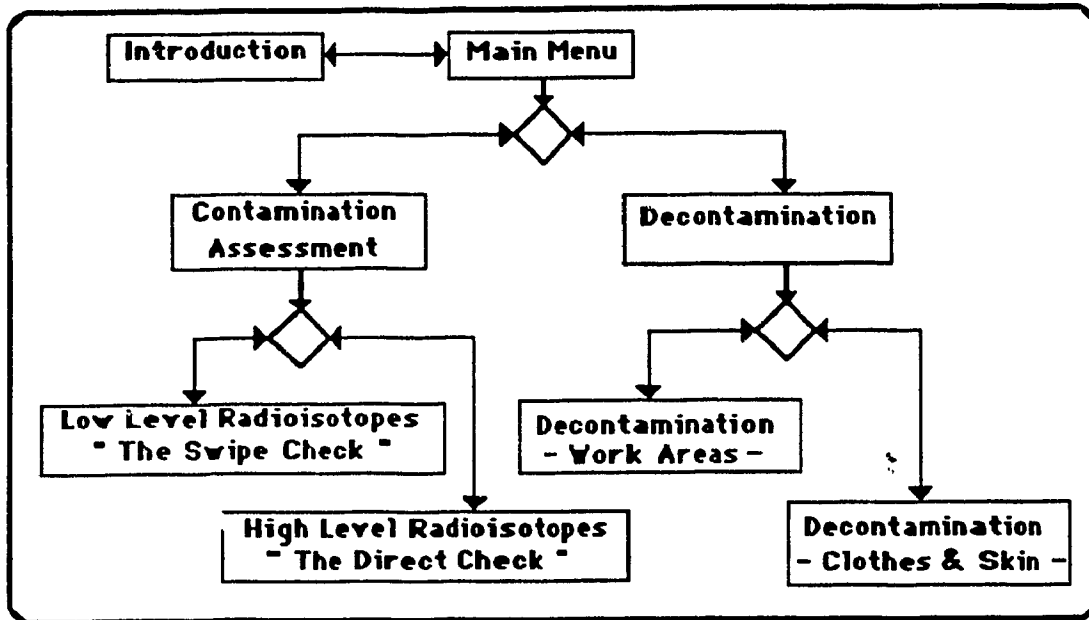 Introduction
Main Menu
Contamination
Assessment
Decontamination
Low Level Radioisotopes
" The Swipe Check "
Decontamination
- Work Areas -
High Level Radioisotopes
" The Direct Check "
Decontamination
- Clothes & Skin -